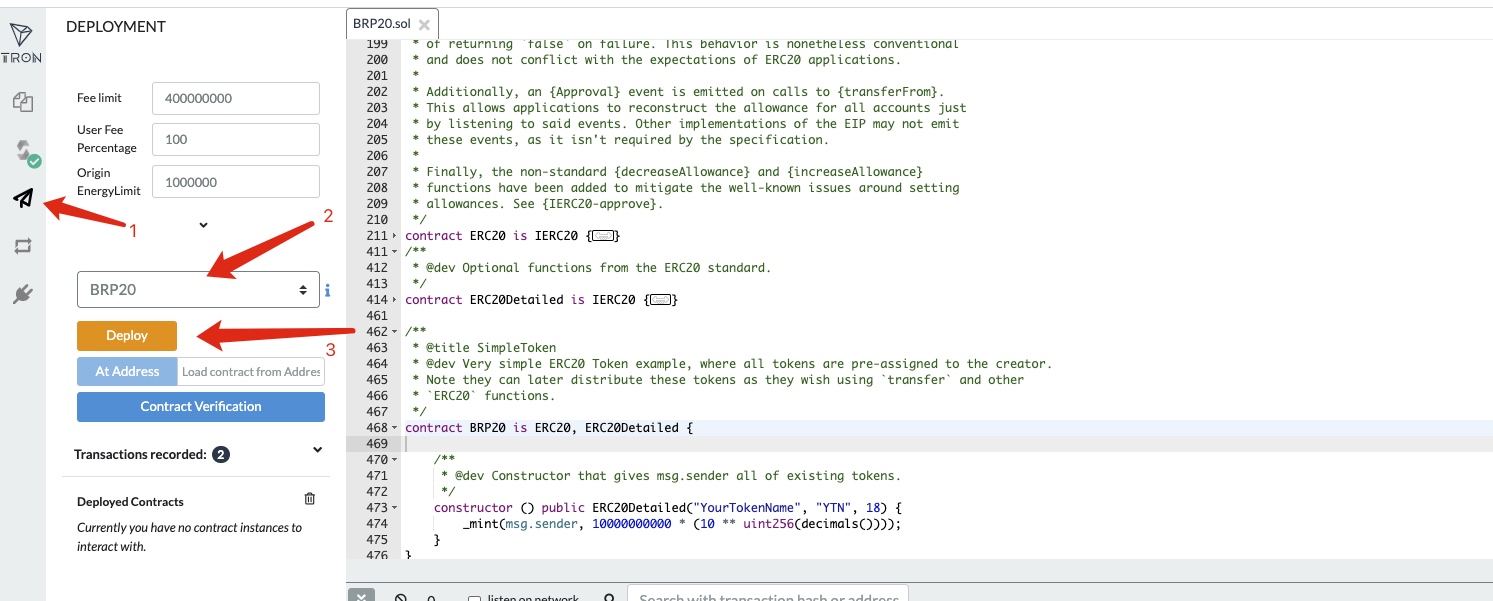 TRON
DEPLOYMENT
Fee limit
400000000
User Fee
Percentage
100
Origin
EnergyLimit
1000000
1
2
BRP20
i
Deploy
3
At Address
Load contract from Addres
Contract Verification
Transactions recorded: 2
Deployed Contracts
Currently you have no contract instances to
interact with.
BRP20.sol
199 * of returning `false` on failure. This behavior is nonetheless conventional
200 * and does not conflict with the expectations of ERC20 applications.
201 *
202 * Additionally, an {Approval} event is emitted on calls to {transferFrom}.
203 * This allows applications to reconstruct the allowance for all accounts just
204 * by listening to said events. Other implementations of the EIP may not emit
205 * these events, as it isn't required by the specification.
206 *
207 * Finally, the non-standard {decreaseAllowance} and {increaseAllowance}
208 * functions have been added to mitigate the well-known issues around setting
209 * allowances. See {IERC20-approve}.
210 */
211 contract ERC20 is IERC20 {}
411 /**
412 * @dev Optional functions from the ERC20 standard.
413 */
414 contract ERC20Detailed is IERC20 {}
461
462 /**
463 * @title SimpleToken
464 * @dev Very simple ERC20 Token example, where all tokens are pre-assigned to the creator.
465 * Note they can later distribute these tokens as they wish using `transfer` and other
466 * `ERC20` functions.
467 */
468 contract BRP20 is ERC20, ERC20Detailed {
469
470 /**
471 * @dev Constructor that gives msg.sender all of existing tokens.
472 */
473 constructor () public ERC20Detailed("YourTokenName", "YTN", 18) {
474 _mint(msg.sender, 10000000000 * (10 ** uint256(decimals())));
475 }
476 }
0
listen on network
Search with transaction hash or address